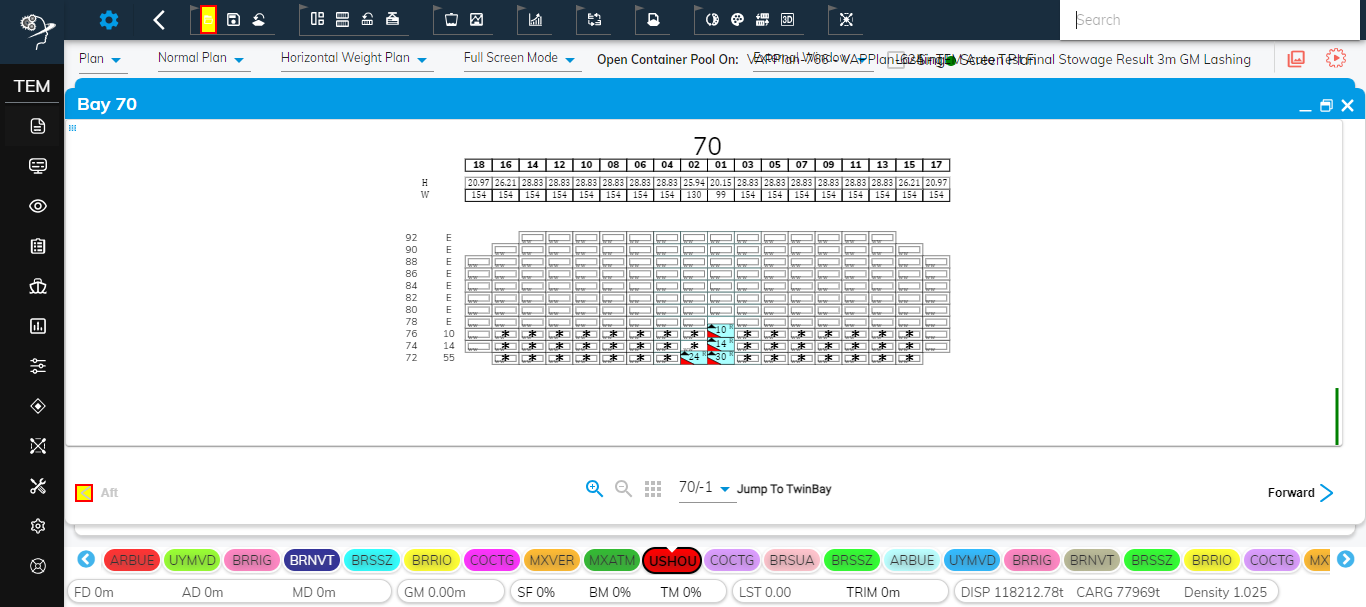 3D
Search
TEM
Plan
Normal Plan
Horizontal Weight Plan
Full Screen Mode
Open Container Pool On:
Final Stowage Result 3m GM Lashing
Bay 70
70
18 16 14 12 10 08 06 04 02 01 03 05 07 09 11 13 15 17
H 20.97 26.21 28.83 28.83 28.83 28.83 28.83 28.83 25.94 20.15 28.83 28.83 28.83 28.83 28.83 28.83 26.21 20.97
W 154 154 154 154 154 154 154 154 130 99 154 154 154 154 154 154 154 154
92 E
90 E
88 E
86 E
84 E
82 E
80 E
78 E
76 10 * * * * * * * * 10 * * * * * * *
74 14 * * * * * * * * 14 * * * * * * *
72 55 * * * * * * * 24 30 * * * * * * *
Aft
70/-1
Jump To TwinBay
Forward
ARBUE UYMVD BRRIG BRNVT BRSSZ BRRIO COCTG MXVER MXATM USHOU COCTG BRSUA BRSSZ ARBUE UYMVD BRRIG BRNVT BRSSZ BRRIO COCTG MX
FD 0m AD 0m MD 0m GM 0.00m SF 0% BM 0% TM 0% LST 0.00 TRIM 0m DISP 118212.78t CARG 77969t Density 1.025